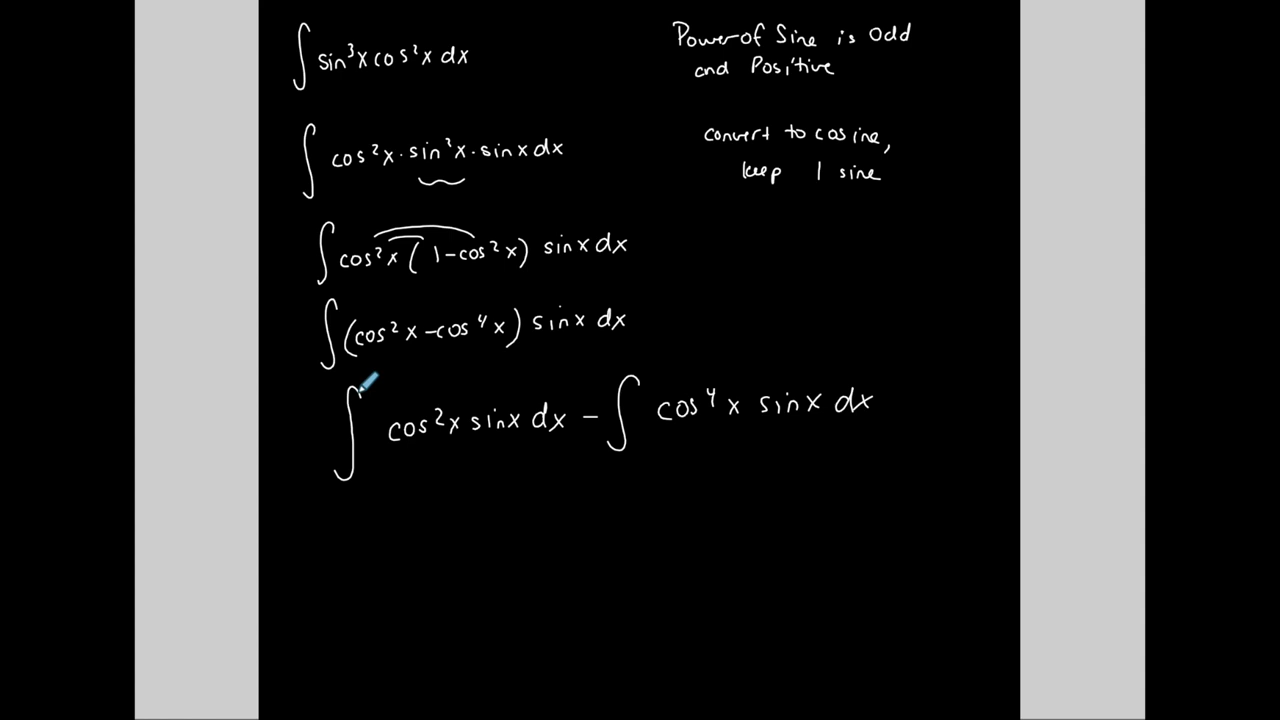 ∫ sin³x cos²x dx
Power of Sine is Odd
and Positive
∫ cos²x · sin²x · sinx dx
convert to cosine,
keep 1 sine
∫ cos²x (1-cos²x) sinx dx
∫ (cos²x - cos⁴x) sinx dx
∫ cos²x sinx dx - ∫ cos⁴x sinx dx